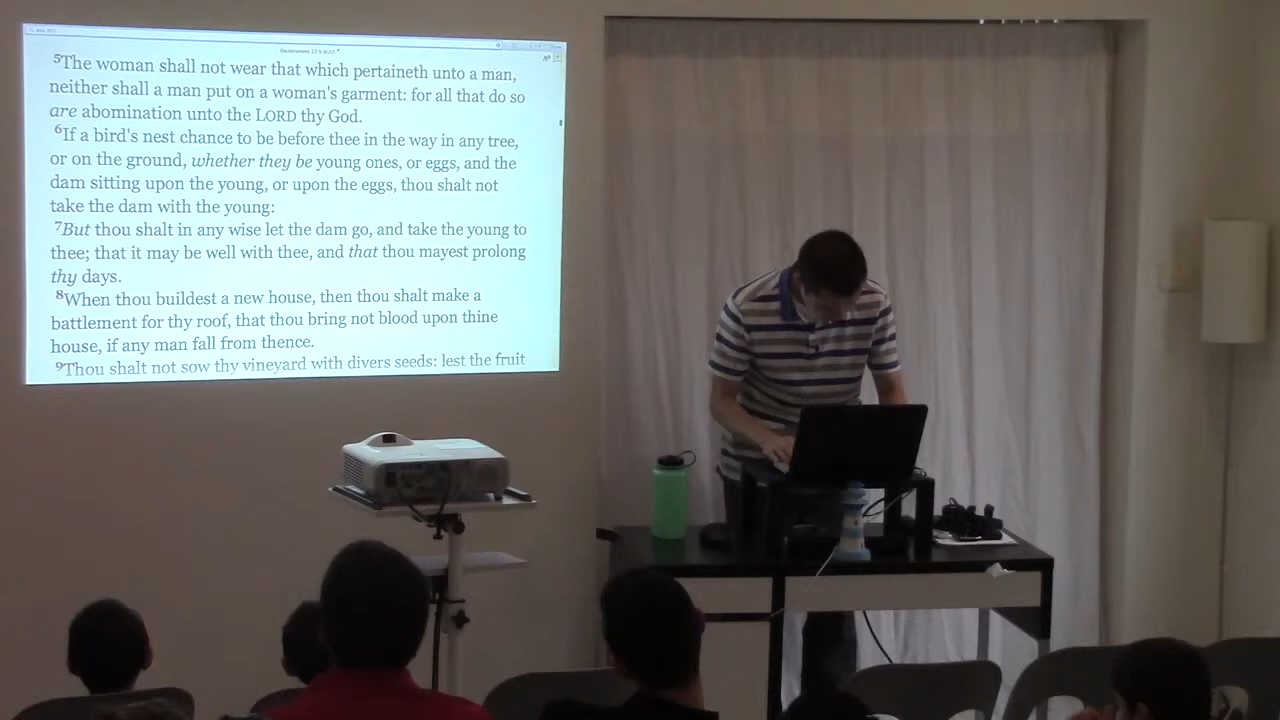 Deuteronomy 22:5 (KJV)
5The woman shall not wear that which pertaineth unto a man,
neither shall a man put on a woman's garment: for all that do so
are abomination unto the LORD thy God.
6If a bird's nest chance to be before thee in the way in any tree,
or on the ground, whether they be young ones, or eggs, and the
dam sitting upon the young, or upon the eggs, thou shalt not
take the dam with the young:
7But thou shalt in any wise let the dam go, and take the young to
thee; that it may be well with thee, and that thou mayest prolong
thy days.
8When thou buildest a new house, then thou shalt make a
battlement for thy roof, that thou bring not blood upon thine
house, if any man fall from thence.
9Thou shalt not sow thy vineyard with divers seeds: lest the fruit